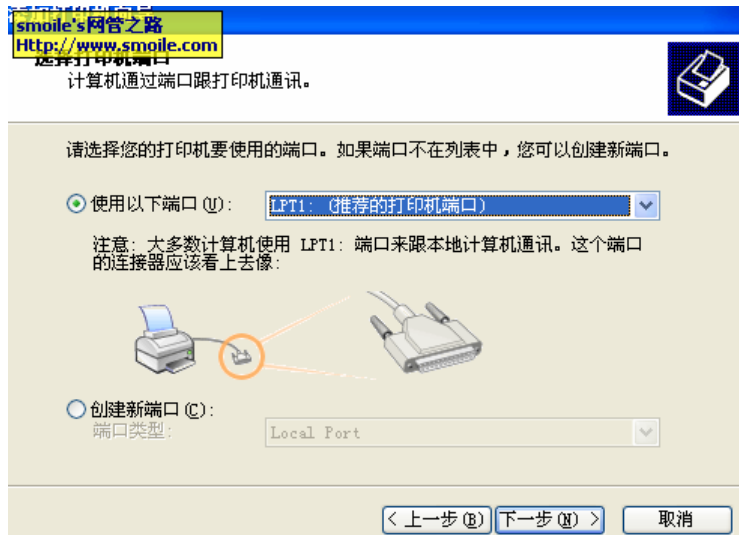 smoile's网管之路
Http://www.smoile.com
选择打印机端口
计算机通过端口跟打印机通讯。
请选择您的打印机要使用的端口。如果端口不在列表中，您可以创建新端口。
使用以下端口(U):
LPT1: (推荐的打印机端口)
注意: 大多数计算机使用 LPT1: 端口来跟本地计算机通讯。这个端口
的连接器应该看上去像:
创建新端口(C):
端口类型:
Local Port
< 上一步(B)
下一步(N) >
取消